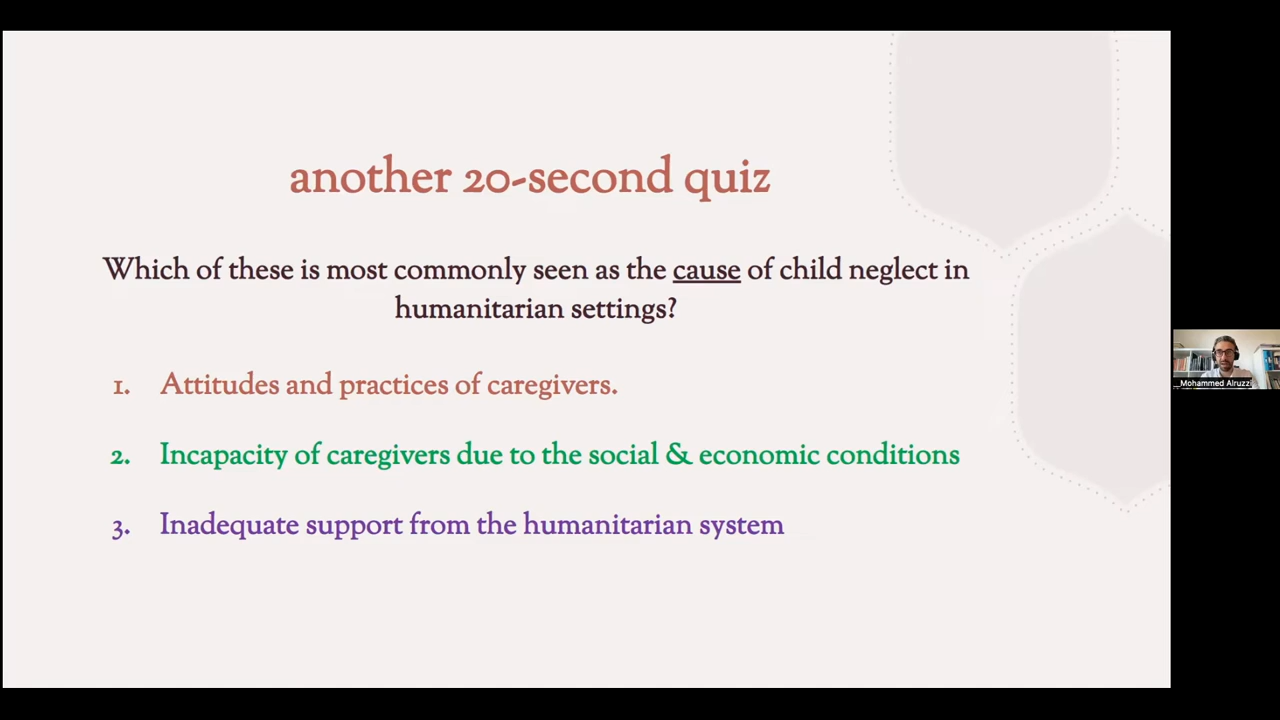 another 20-second quiz
Which of these is most commonly seen as the cause of child neglect in
humanitarian settings?
1. Attitudes and practices of caregivers.
2. Incapacity of caregivers due to the social & economic conditions
3. Inadequate support from the humanitarian system
_Mohammed Alruzzi